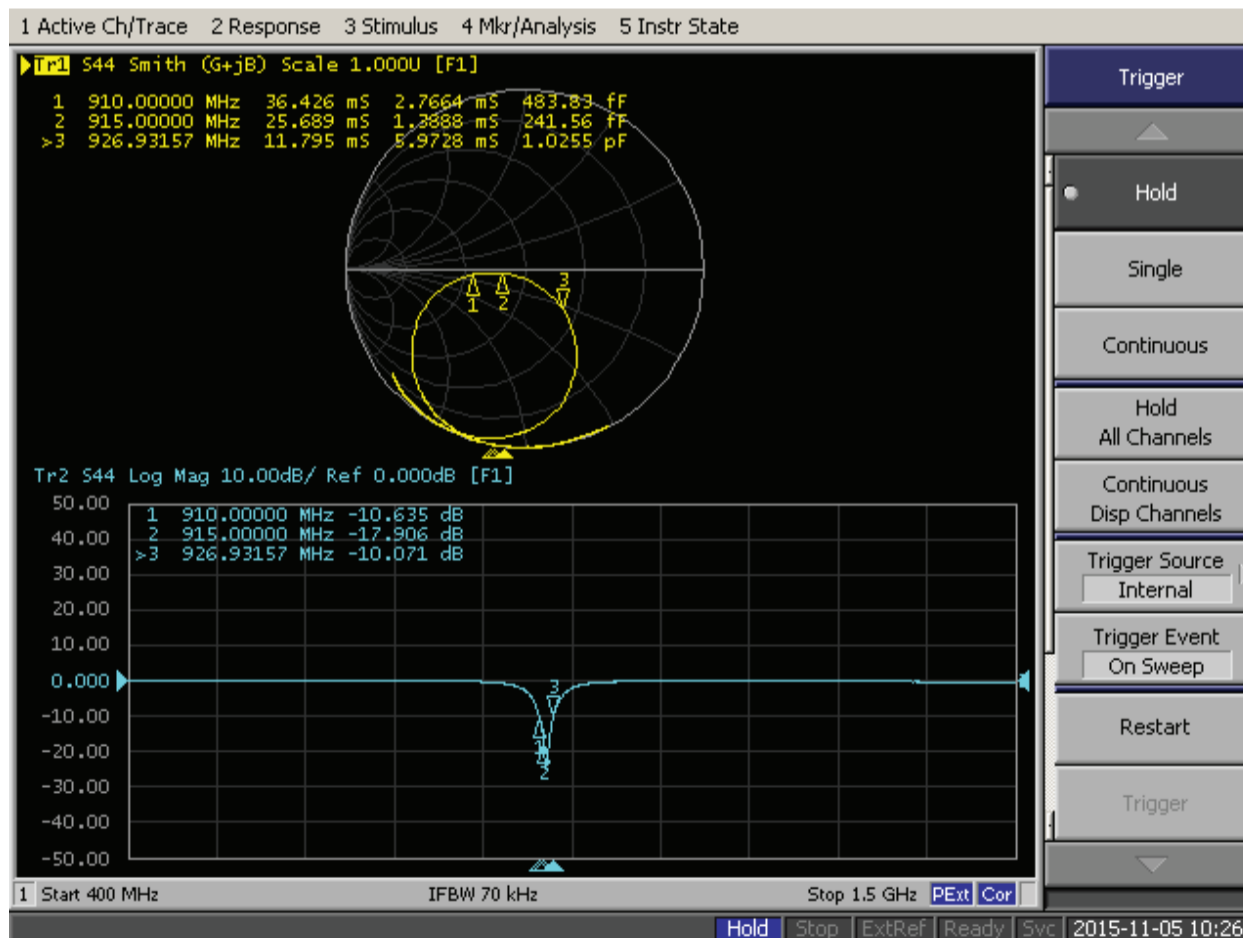 1 Active Ch/Trace 2 Response 3 Stimulus 4 Mkr/Analysis 5 Instr State
Tr1 S44 Smith (G+jB) Scale 1.000U [F1]
1 910.00000 MHz 36.426 mS 2.7664 mS 483.83 fF
2 915.00000 MHz 25.689 mS 1.3888 mS 241.56 fF
>3 926.93157 MHz 11.795 mS 5.9728 mS 1.0255 pF
3
1 2
Tr2 S44 Log Mag 10.00dB/ Ref 0.000dB [F1]
50.00
1 910.00000 MHz -10.635 dB
2 915.00000 MHz -17.906 dB
>3 926.93157 MHz -10.071 dB
40.00
30.00
20.00
10.00
0.000
3
-10.00
1
-20.00
2
-30.00
-40.00
-50.00
1 Start 400 MHz IFBW 70 kHz Stop 1.5 GHz PExt Cor
Trigger
Hold
Single
Continuous
Hold
All Channels
Continuous
Disp Channels
Trigger Source
Internal
Trigger Event
On Sweep
Restart
Trigger
Hold Stop ExtRef Ready Svc 2015-11-05 10:26